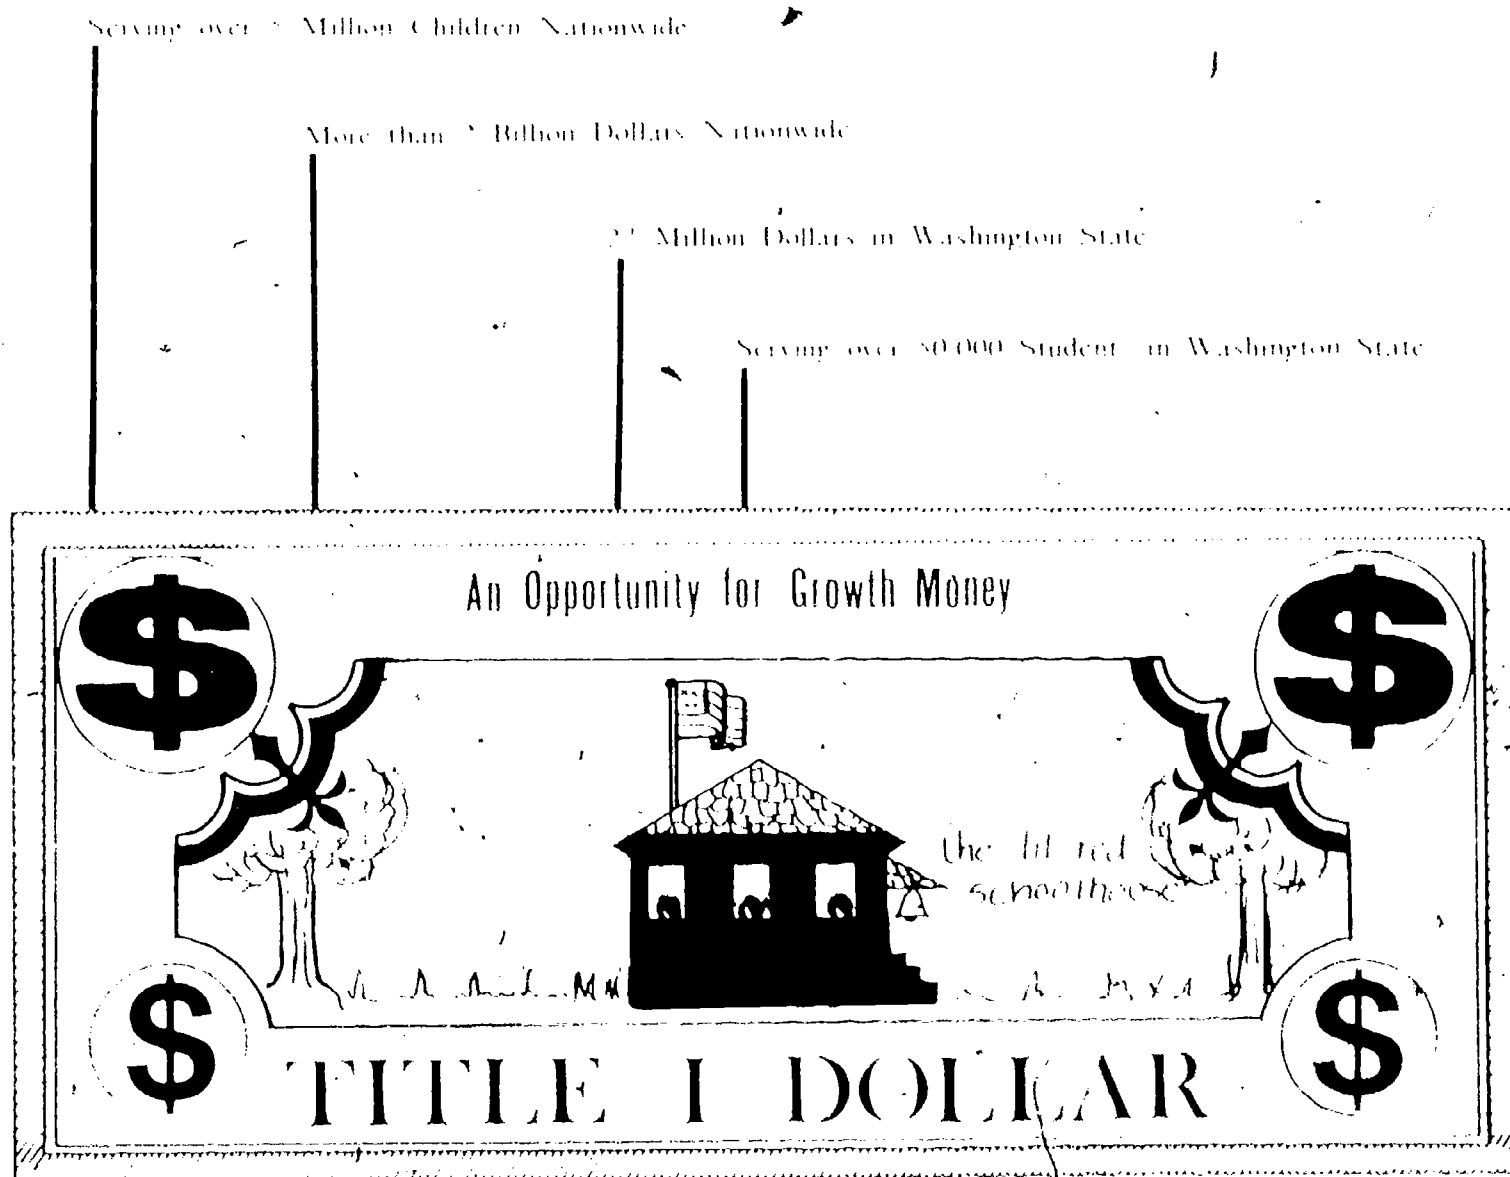 Serving over Million Children Nationwide
More than Billion Dollars Nationwide
Million Dollars in Washington State
Serving over Student in Washington State
An Opportunity for Growth Money
$ $
the lil red
schoolhouse
$ $
TITLE I DOLLAR